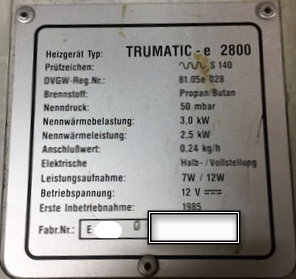 Heizgerät Typ: TRUMATIC - e 2800
Prüfzeichen: S 140
DVGW-Reg.Nr.: 81.05e 028
Brennstoff: Propan/Butan
Nenndruck: 50 mbar
Nennwärmebelastung: 3,0 kW
Nennwärmeleistung: 2,5 kW
Anschlußwert: 0,24 kg/h
Elektrische Halb- / Vollstellung
Leistungsaufnahme: 7W / 12W
Betriebspannung: 12 V ⎓
Erste Inbetriebnahme: 1985
Fabr.Nr.: E 0